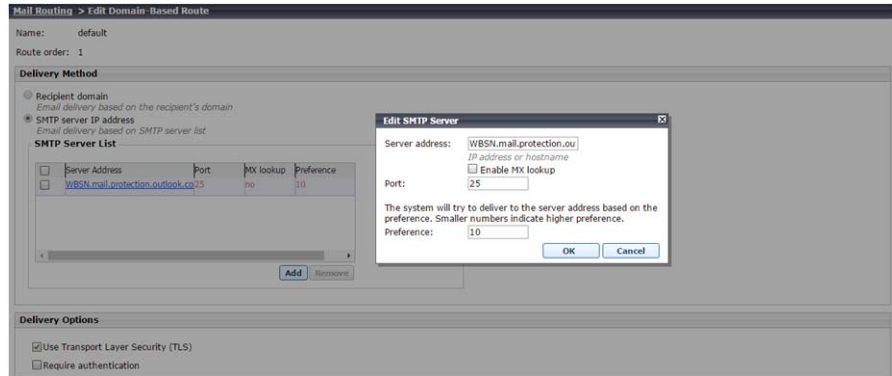 Mail Routing > Edit Domain-Based Route
Name: default
Route order: 1
Delivery Method
Recipient domain
Email delivery based on the recipient's domain
SMTP server IP address
Email delivery based on SMTP server list
SMTP Server List
Server Address Port MX lookup Preference
WBSN.mail.protection.outlook.co 25 no 10
Add Remove
Edit SMTP Server
Server address: WBSN.mail.protection.ou
IP address or hostname
Enable MX lookup
Port: 25
The system will try to deliver to the server address based on the
preference. Smaller numbers indicate higher preference.
Preference: 10
OK Cancel
Delivery Options
Use Transport Layer Security (TLS)
Require authentication